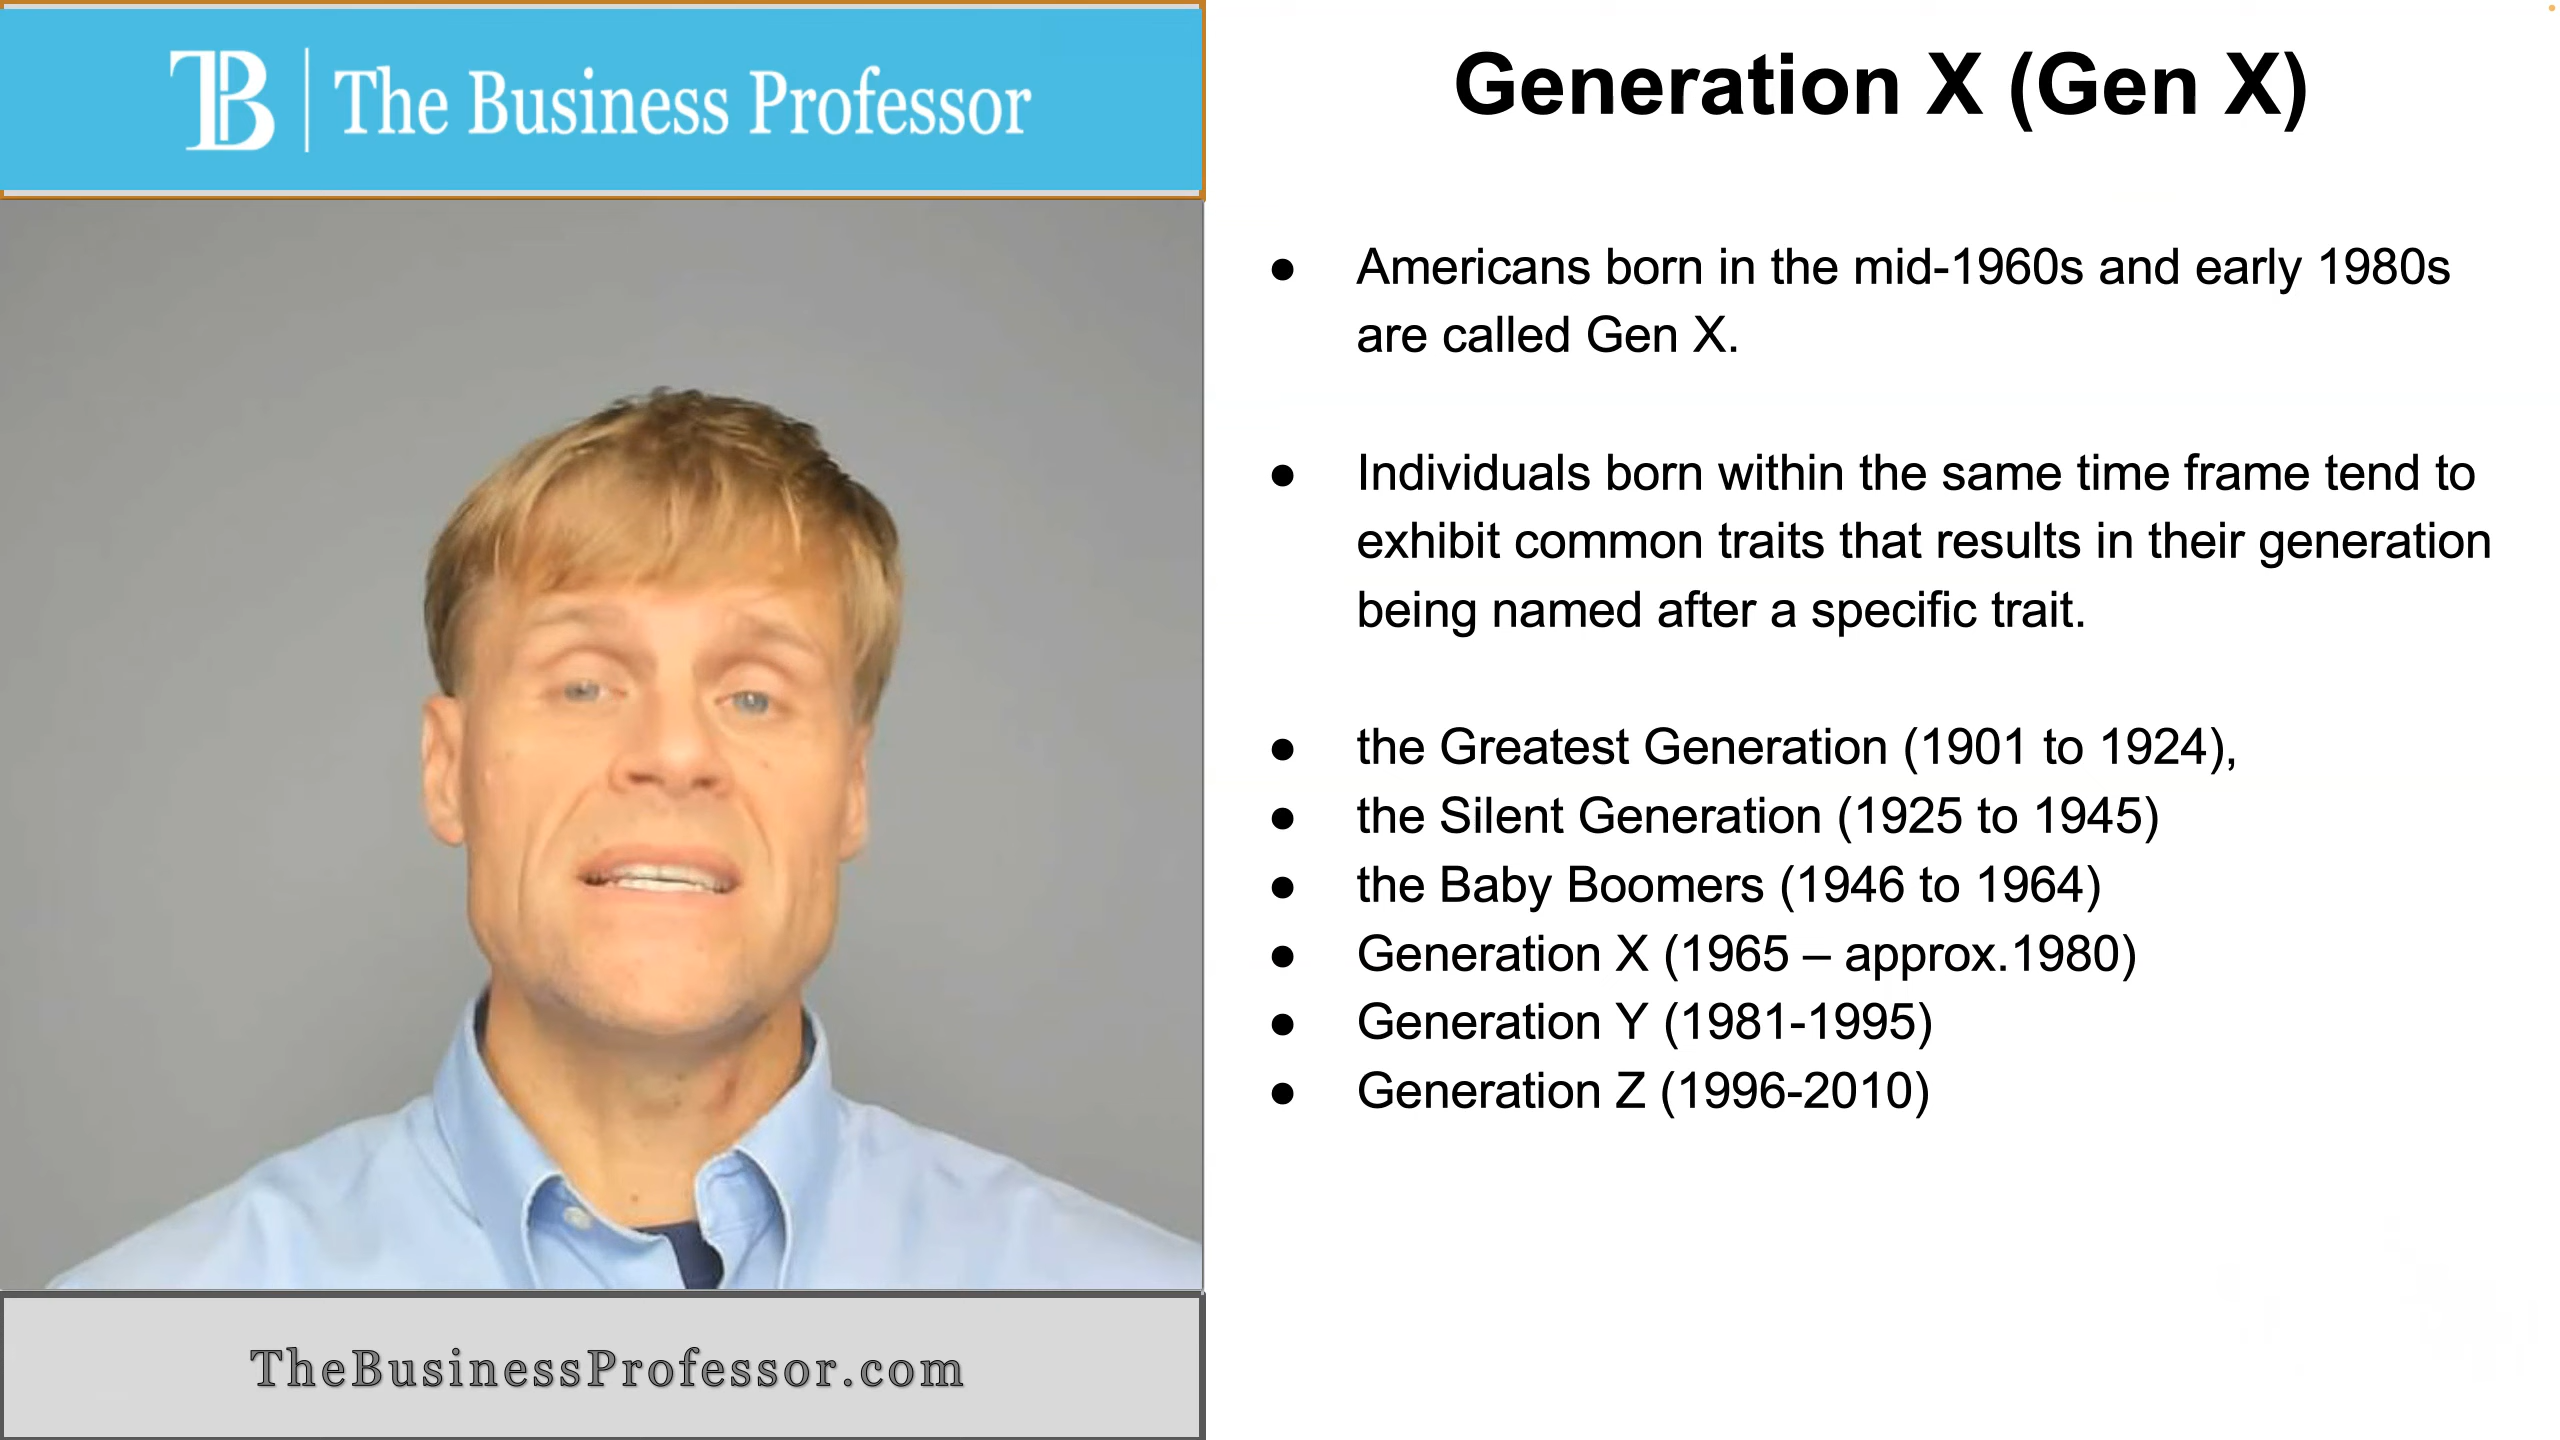 TB | The Business Professor
Generation X (Gen X)
● Americans born in the mid-1960s and early 1980s
are called Gen X.
● Individuals born within the same time frame tend to
exhibit common traits that results in their generation
being named after a specific trait.
● the Greatest Generation (1901 to 1924),
● the Silent Generation (1925 to 1945)
● the Baby Boomers (1946 to 1964)
● Generation X (1965 – approx.1980)
● Generation Y (1981-1995)
● Generation Z (1996-2010)
TheBusinessProfessor.com